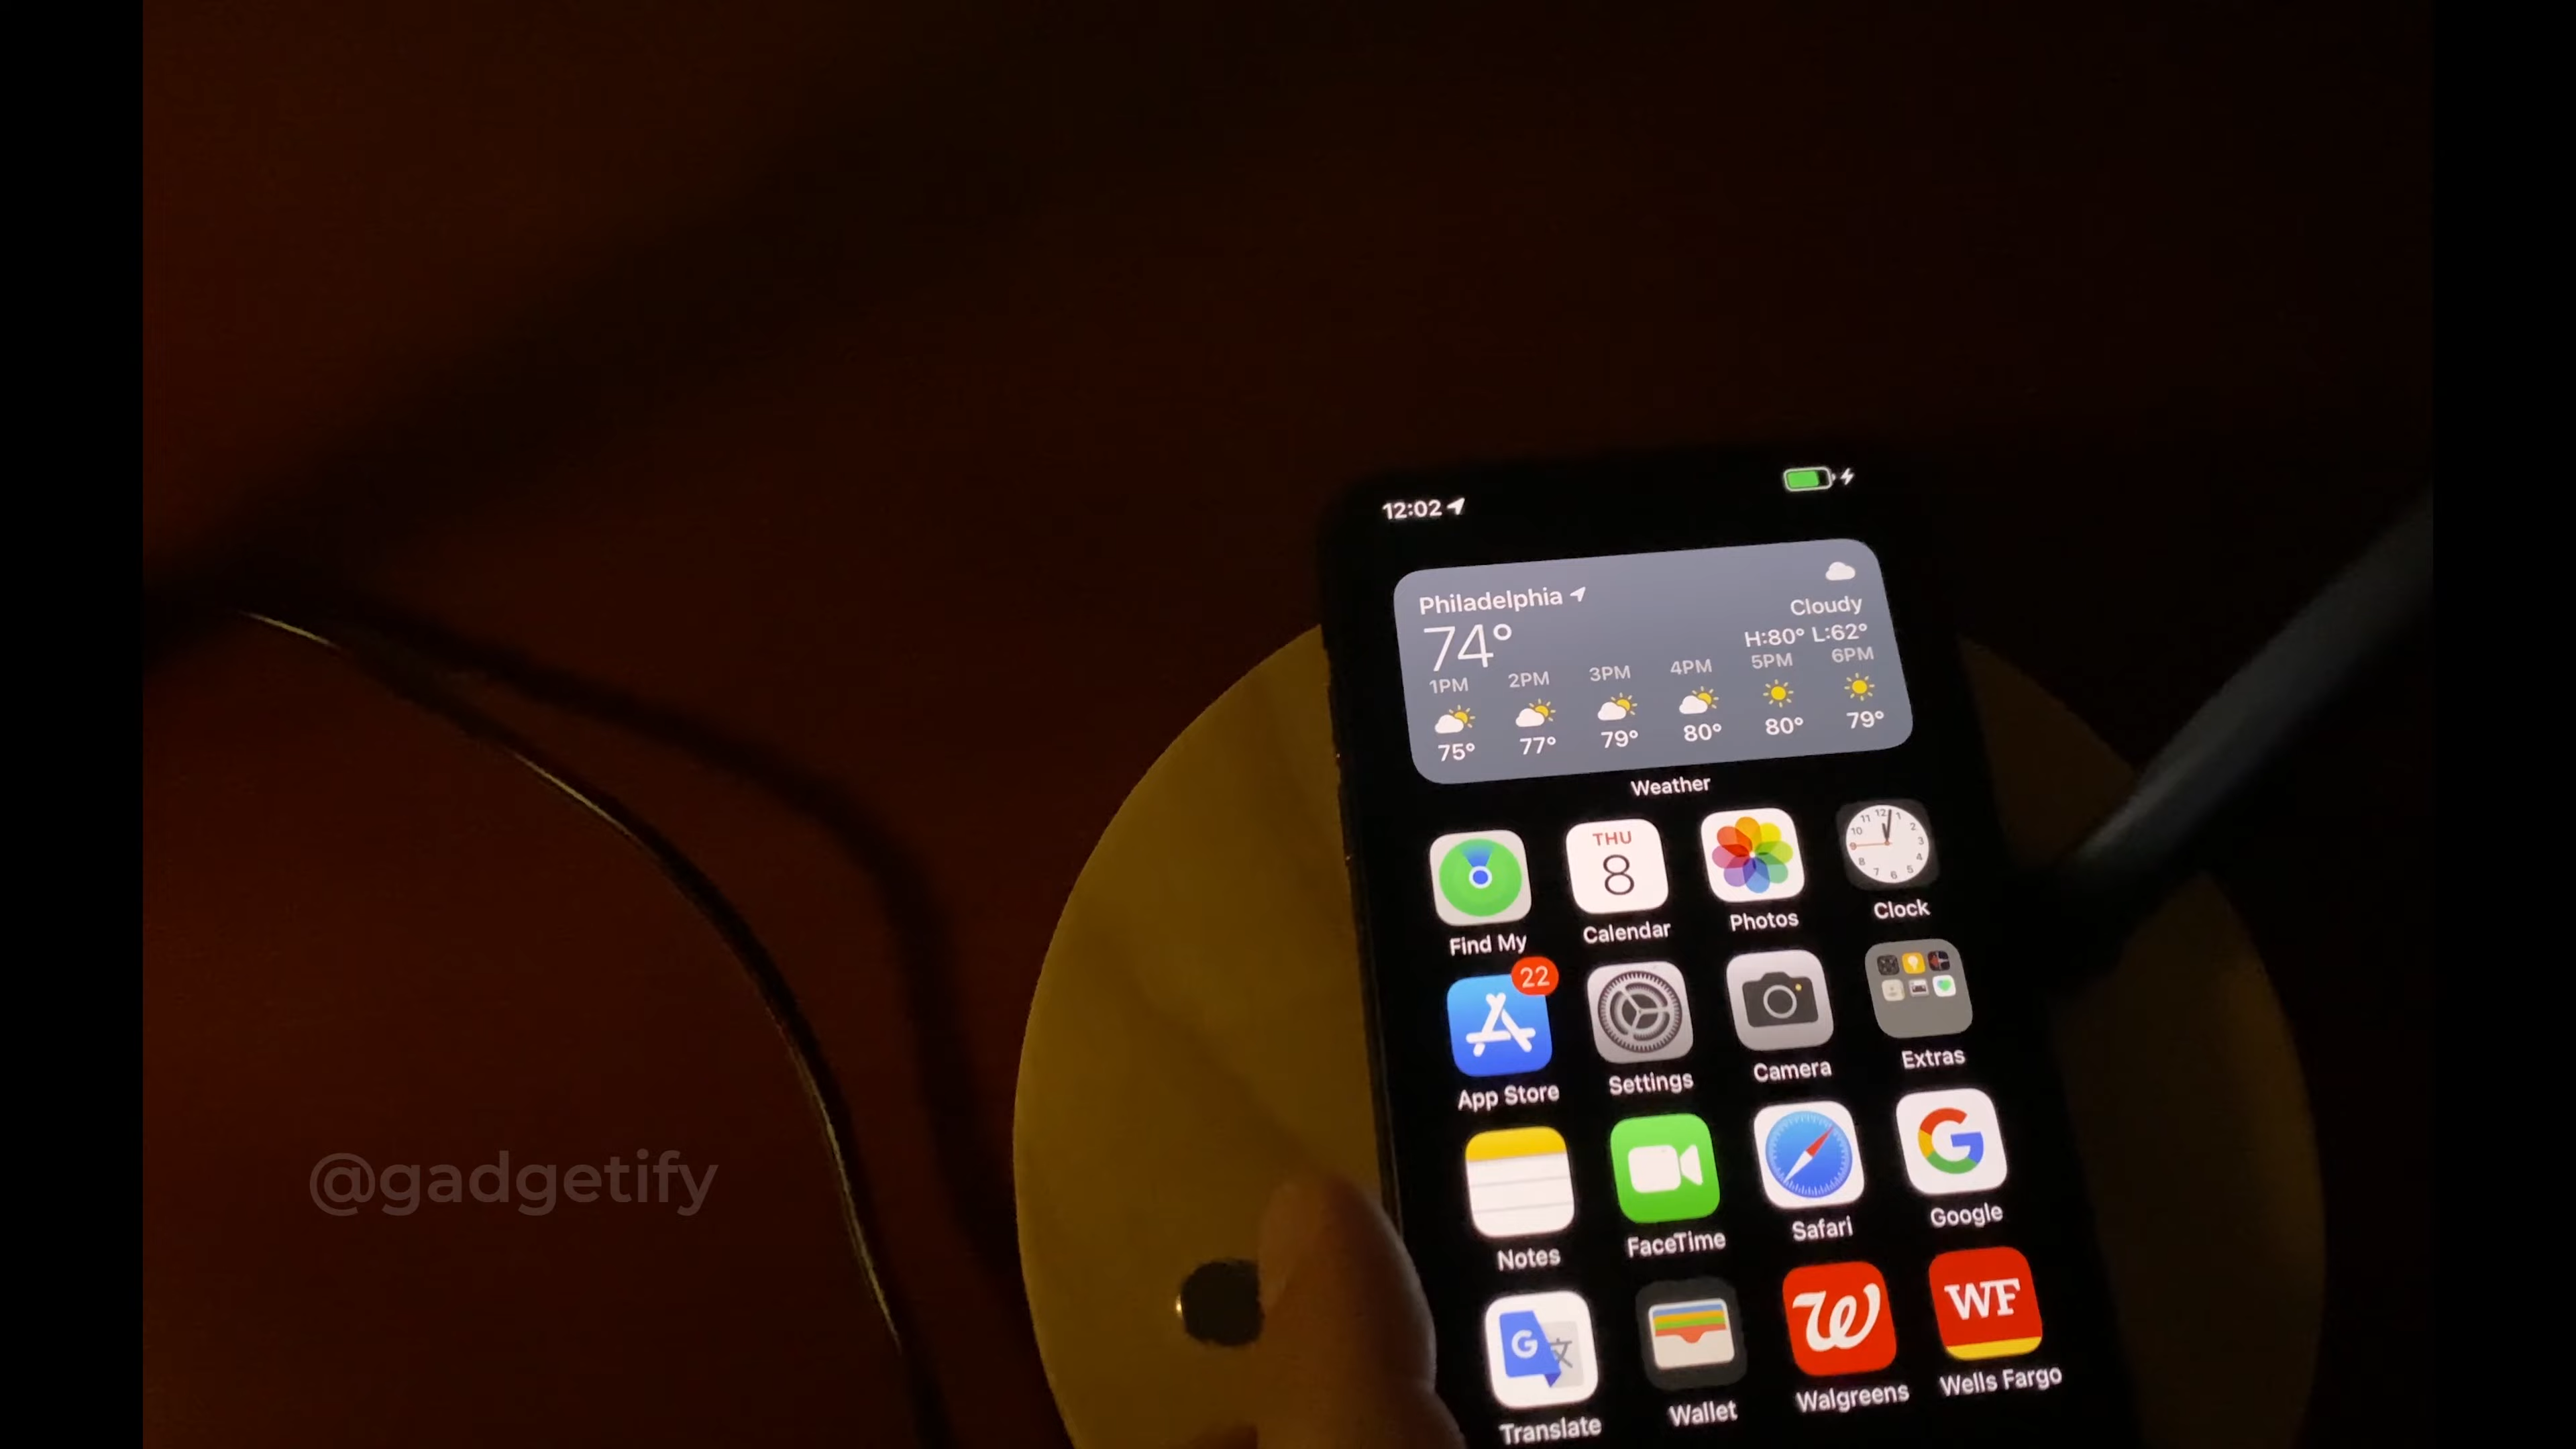 12:02
Philadelphia
Cloudy
74°
H:80° L:62°
1PM 2PM 3PM 4PM 5PM 6PM
75° 77° 79° 80° 80° 79°
Weather
THU
8
Find My Calendar Photos Clock
22
App Store Settings Camera Extras
G
Notes FaceTime Safari Google
G 文 W WF
Translate Wallet Walgreens Wells Fargo
@gadgetify